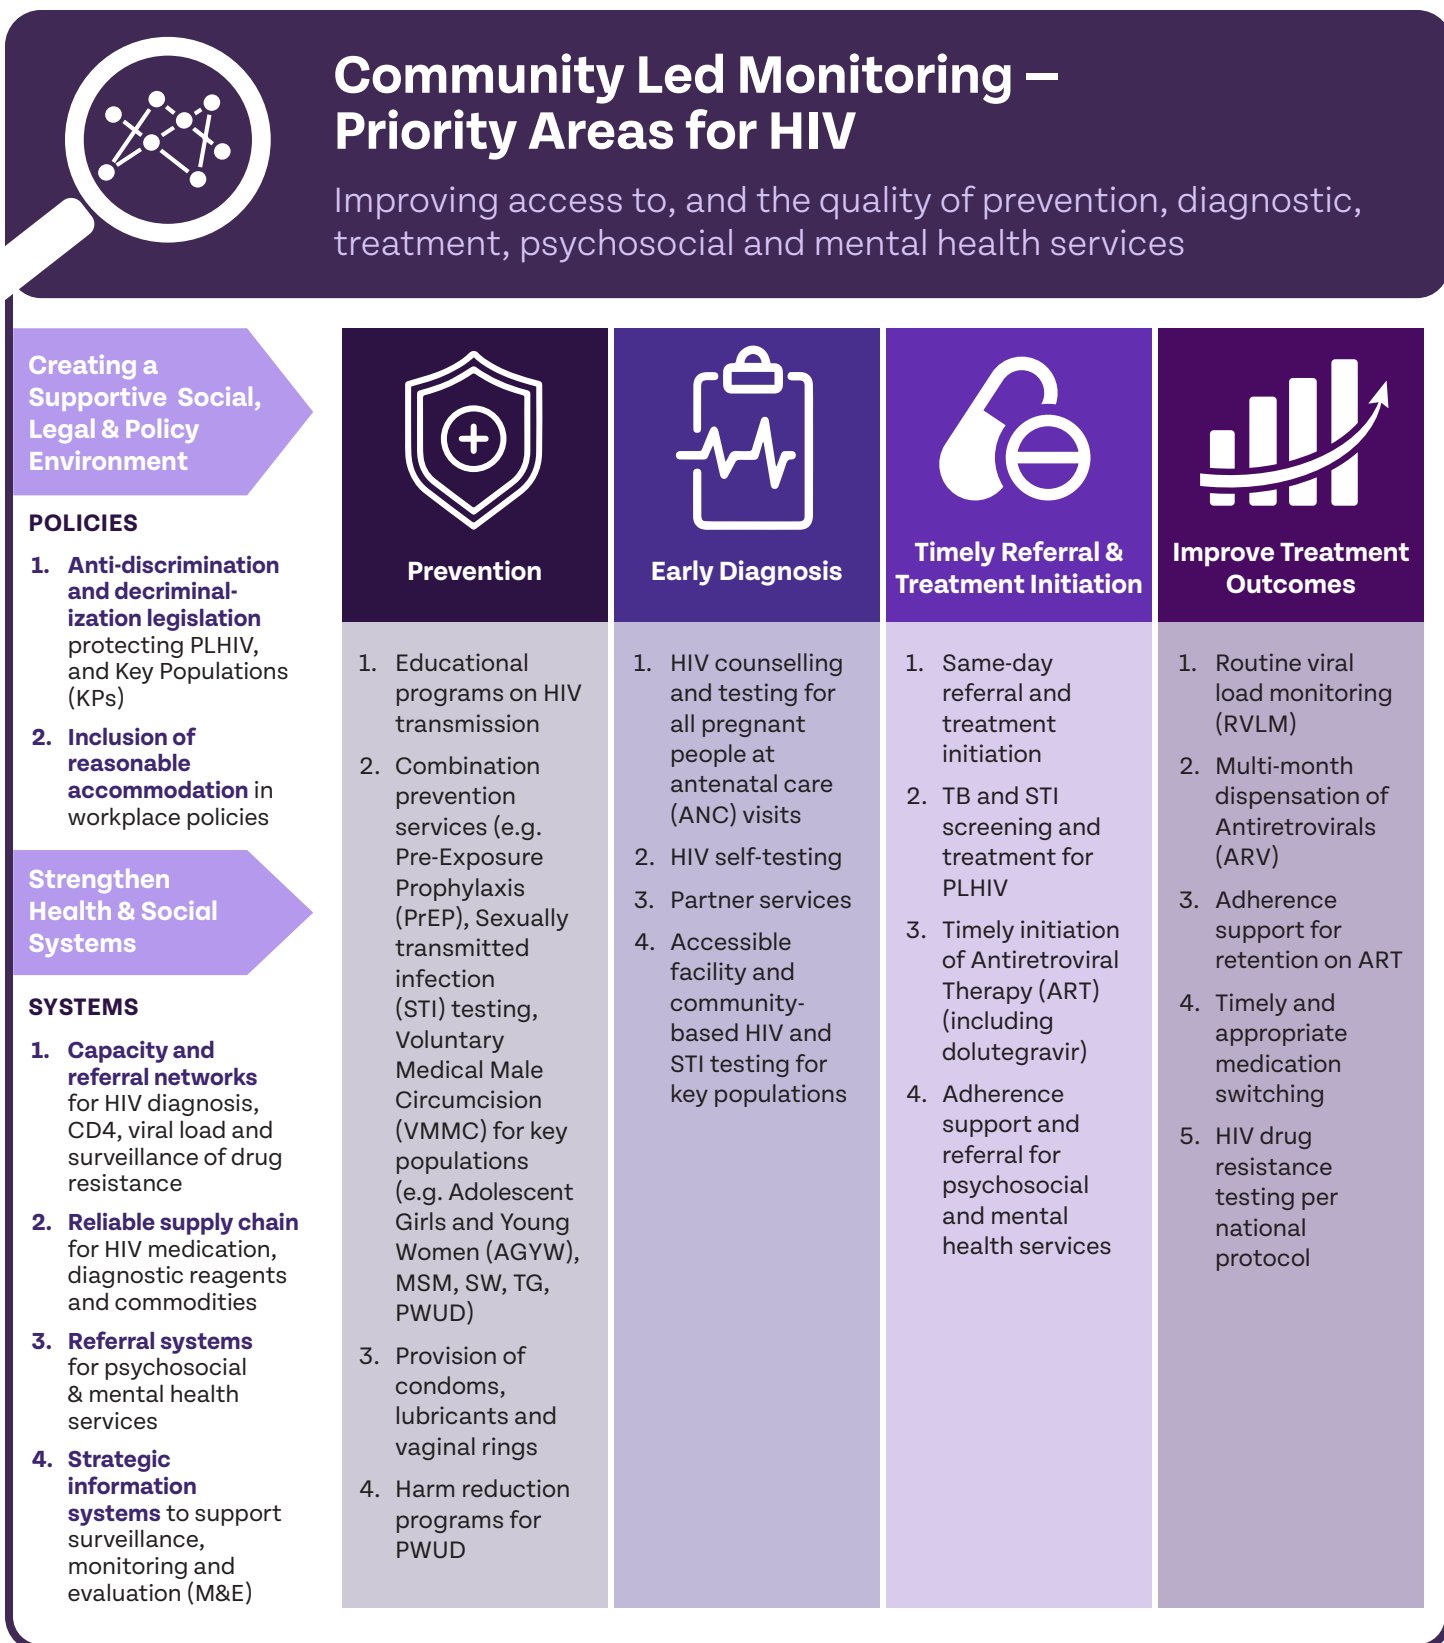 Community Led Monitoring –
Priority Areas for HIV
Improving access to, and the quality of prevention, diagnostic,
treatment, psychosocial and mental health services
Creating a
Supportive Social,
Legal & Policy
Environment
POLICIES
1. Anti-discrimination
and decriminal-
ization legislation
protecting PLHIV,
and Key Populations
(KPs)
2. Inclusion of
reasonable
accommodation in
workplace policies
Strengthen
Health & Social
Systems
SYSTEMS
1. Capacity and
referral networks
for HIV diagnosis,
CD4, viral load and
surveillance of drug
resistance
2. Reliable supply chain
for HIV medication,
diagnostic reagents
and commodities
3. Referral systems
for psychosocial
& mental health
services
4. Strategic
information
systems to support
surveillance,
monitoring and
evaluation (M&E)
Prevention
1. Educational
programs on HIV
transmission
2. Combination
prevention
services (e.g.
Pre-Exposure
Prophylaxis
(PrEP), Sexually
transmitted
infection
(STI) testing,
Voluntary
Medical Male
Circumcision
(VMMC) for key
populations
(e.g. Adolescent
Girls and Young
Women (AGYW),
MSM, SW, TG,
PWUD)
3. Provision of
condoms,
lubricants and
vaginal rings
4. Harm reduction
programs for
PWUD
Early Diagnosis
1. HIV counselling
and testing for
all pregnant
people at
antenatal care
(ANC) visits
2. HIV self-testing
3. Partner services
4. Accessible
facility and
community-
based HIV and
STI testing for
key populations
Timely Referral &
Treatment Initiation
1. Same-day
referral and
treatment
initiation
2. TB and STI
screening and
treatment for
PLHIV
3. Timely initiation
of Antiretroviral
Therapy (ART)
(including
dolutegravir)
4. Adherence
support and
referral for
psychosocial
and mental
health services
Improve Treatment
Outcomes
1. Routine viral
load monitoring
(RVLM)
2. Multi-month
dispensation of
Antiretrovirals
(ARV)
3. Adherence
support for
retention on ART
4. Timely and
appropriate
medication
switching
5. HIV drug
resistance
testing per
national
protocol